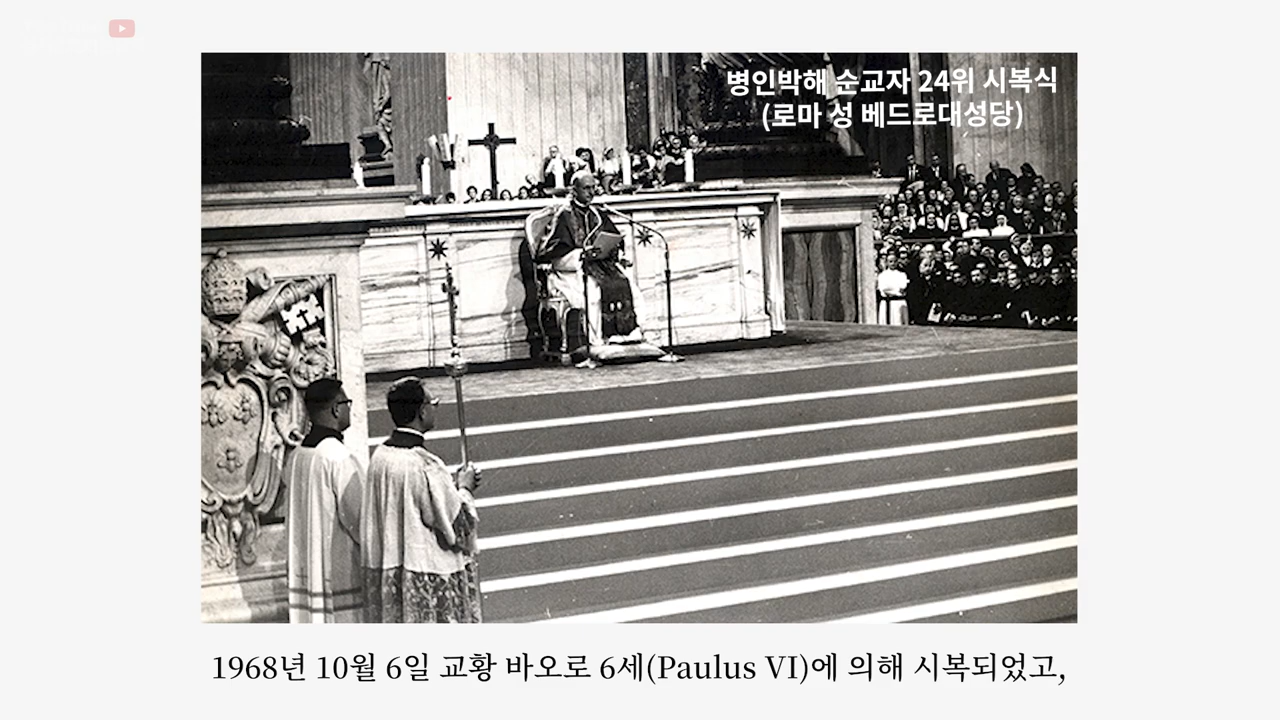 병인박해 순교자 24위 시복식
(로마 성 베드로대성당)
1968년 10월 6일 교황 바오로 6세(Paulus VI)에 의해 시복되었고,